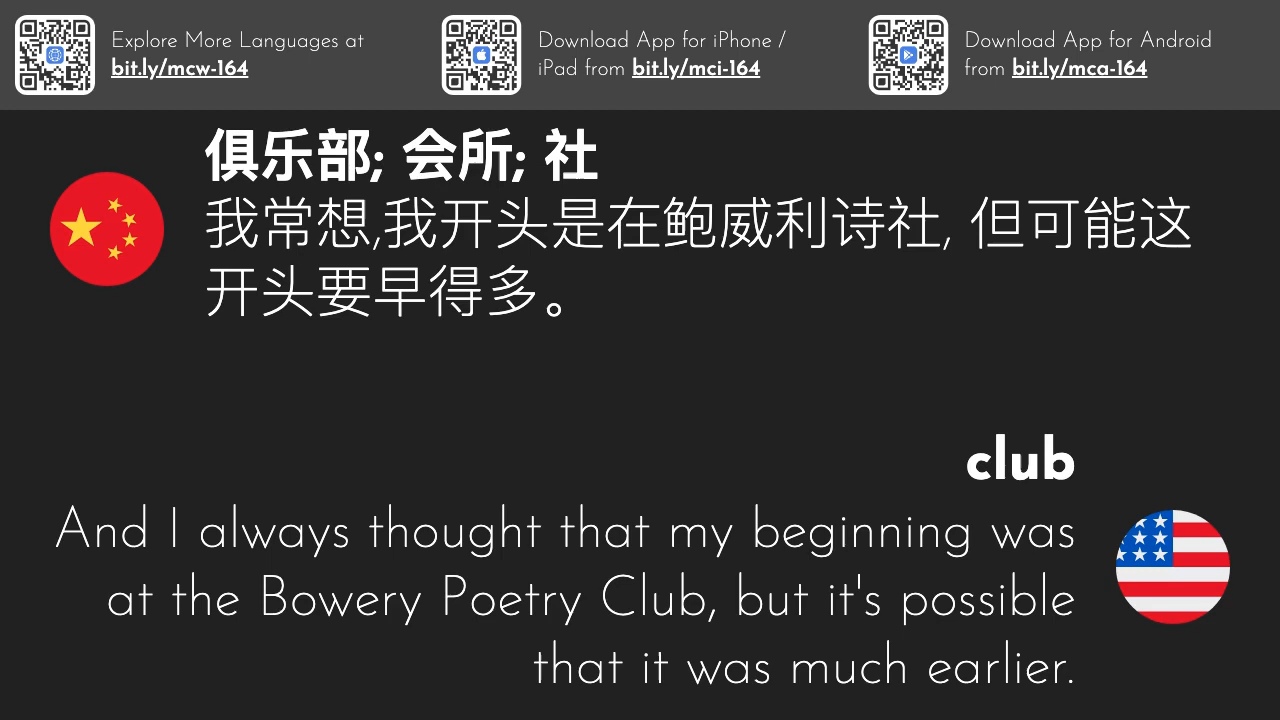 Explore More Languages at
bit.ly/mcw-164
Download App for iPhone /
iPad from bit.ly/mci-164
Download App for Android
from bit.ly/mca-164
俱乐部; 会所; 社
我常想,我开头是在鲍威利诗社, 但可能这
开头要早得多。
club
And I always thought that my beginning was
at the Bowery Poetry Club, but it's possible
that it was much earlier.